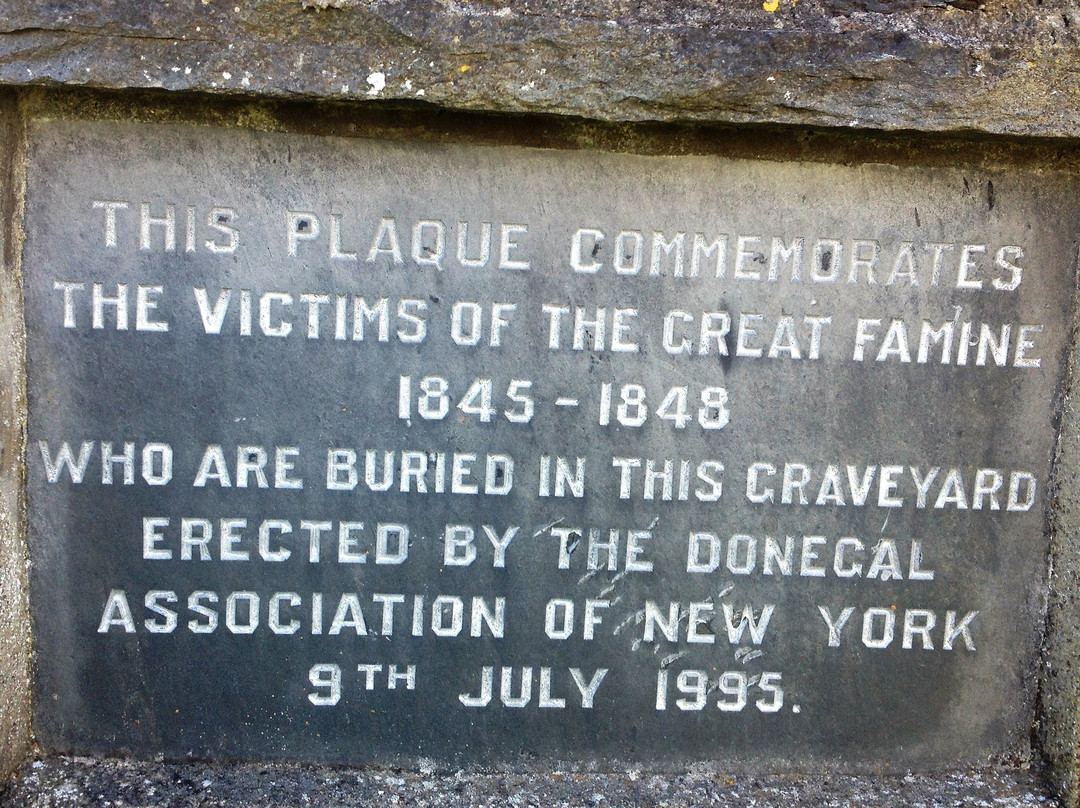 THIS PLAQUE COMMEMORATES
THE VICTIMS OF THE GREAT FAMINE
1845 - 1848
WHO ARE BURIED IN THIS GRAVEYARD
ERECTED BY THE DONEGAL
ASSOCIATION OF NEW YORK
9TH JULY 1995.